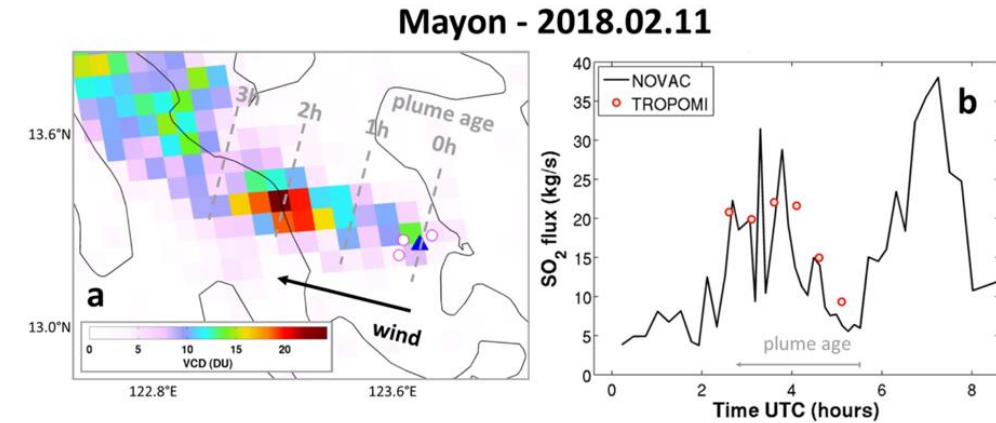 Mayon - 2018.02.11
13.6°N
13.0°N
122.8°E
123.6°E
3h
2h
1h
0h
plume age
wind
a
0 5 10 15 20
VCD (DU)
b
NOVAC
TROPOMI
SO2 flux (kg/s)
40
35
30
25
20
15
10
5
0
plume age
0 2 4 6 8
Time UTC (hours)